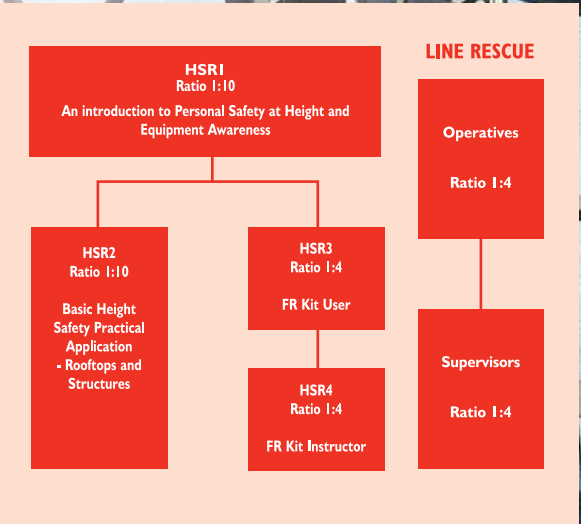 HSR1
Ratio 1:10
An introduction to Personal Safety at Height and
Equipment Awareness
HSR2
Ratio 1:10
Basic Height
Safety Practical
Application
- Rooftops and
Structures
HSR3
Ratio 1:4
FR Kit User
HSR4
Ratio 1:4
FR Kit Instructor
LINE RESCUE
Operatives
Ratio 1:4
Supervisors
Ratio 1:4